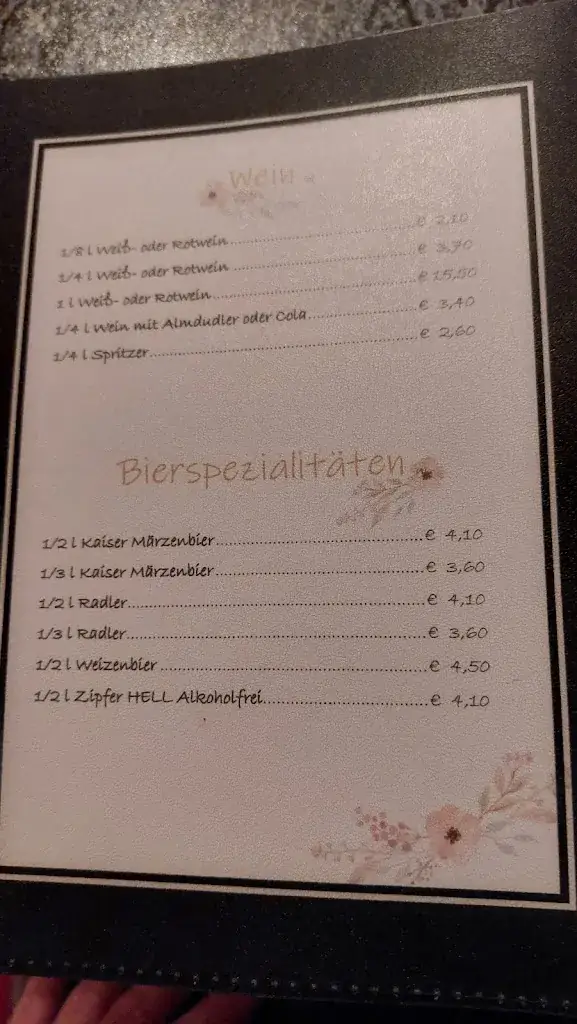 Wein
1/8 l Weiß- oder Rotwein..............................€ 2,10
1/4 l Weiß- oder Rotwein..............................€ 3,70
1 l Weiß- oder Rotwein..............................€ 15,50
1/4 l Wein mit Almdudler oder Cola....................€ 3,40
1/4 l Spritzer..............................€ 2,60
Bierspezialitäten
1/2 l Kaiser Märzenbier..............................€ 4,10
1/3 l Kaiser Märzenbier..............................€ 3,60
1/2 l Radler..............................€ 4,10
1/3 l Radler..............................€ 3,60
1/2 l Weizenbier..............................€ 4,50
1/2 l Zipfer HELL Alkoholfrei..............................€ 4,10